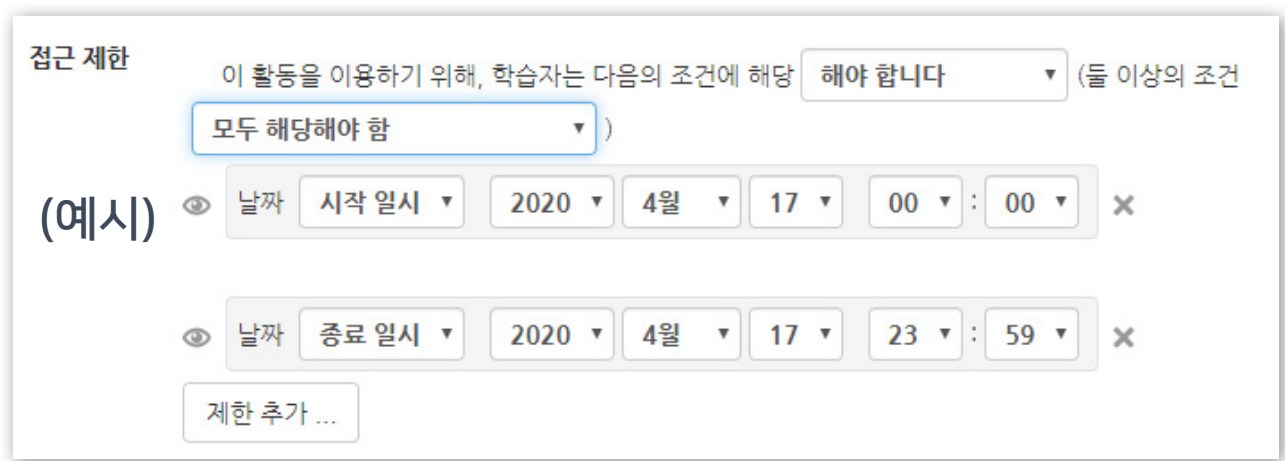 접근 제한
이 활동을 이용하기 위해, 학습자는 다음의 조건에 해당 해야 합니다 ▼ (둘 이상의 조건
모두 해당해야 함 ▼ )
(예시) 날짜 시작 일시 ▼ 2020 ▼ 4월 ▼ 17 ▼ 00 ▼ : 00 ▼ ×
날짜 종료 일시 ▼ 2020 ▼ 4월 ▼ 17 ▼ 23 ▼ : 59 ▼ ×
제한 추가 ...